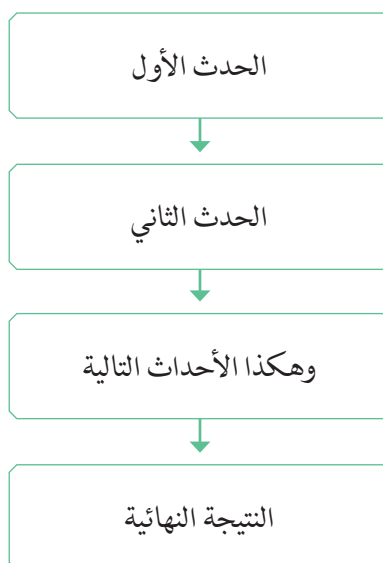 الحدث الأول
الحدث الثاني
وهكذا الأحداث التالية
النتيجة النهائية